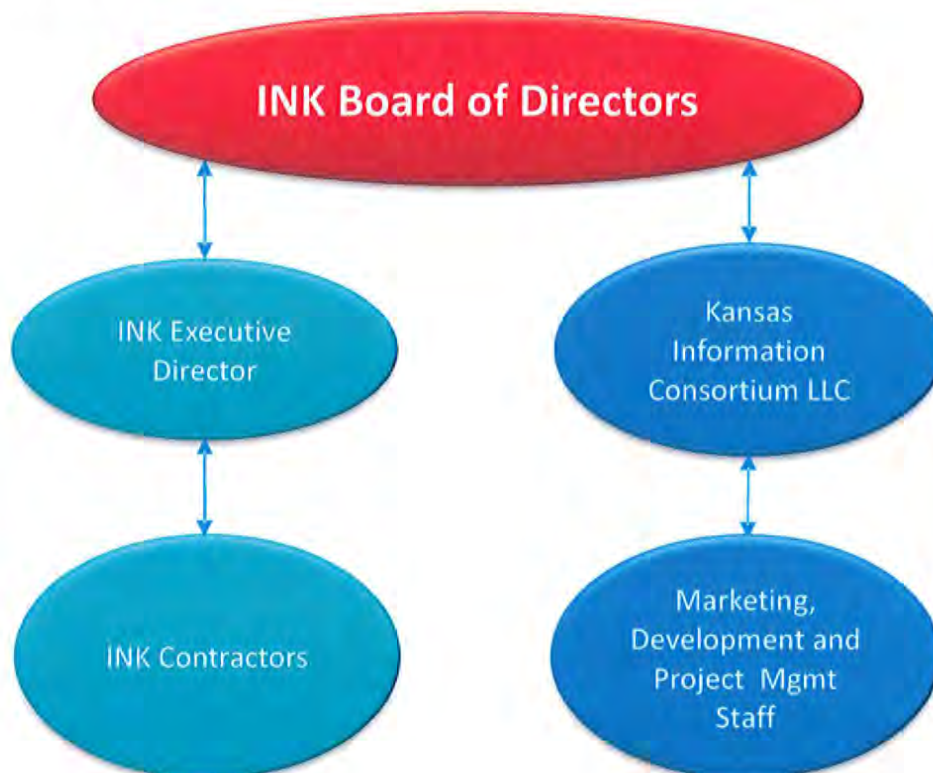 INK Board of Directors
INK Executive
Director
Kansas
Information
Consortium LLC
INK Contractors
Marketing,
Development and
Project Mgmt
Staff